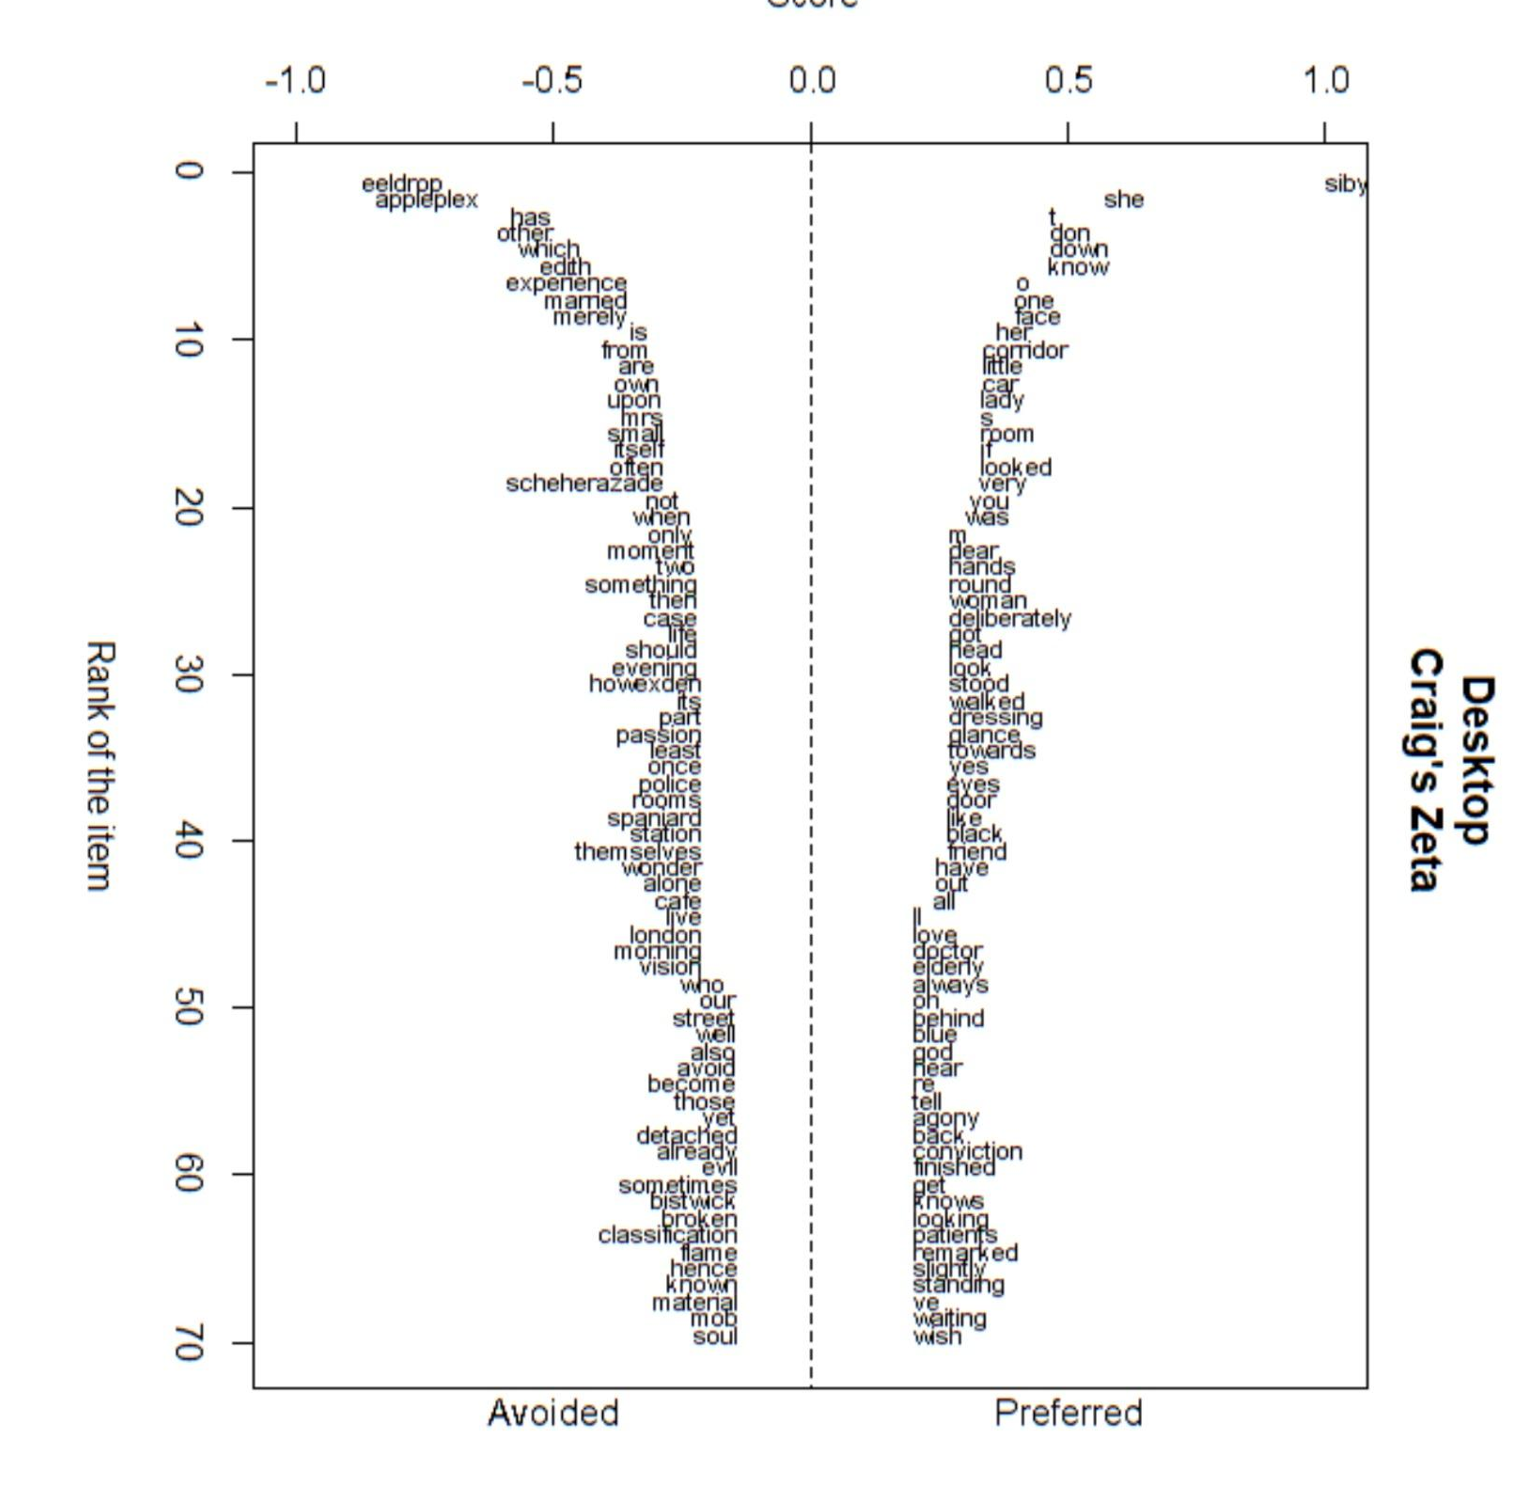 Score
-1.0 -0.5 0.0 0.5 1.0
0
10
20
30
40
50
60
70
Rank of the item
eeldrop
appleplex
has
other
which
edith
experience
married
merely
is
from
are
own
upon
mrs
small
itself
often
scheherazade
not
when
only
moment
two
something
then
case
life
should
evening
howexden
its
part
passion
least
once
police
rooms
spaniard
station
themselves
wonder
alone
cafe
live
london
morning
vision
who
our
street
well
also
avoid
become
those
yet
detached
already
evil
sometimes
bistwick
broken
classification
flame
hence
known
material
mob
soul
siby
she
t
don
down
know
o
one
face
her
corridor
little
car
lady
s
room
if
looked
very
you
was
m
dear
hands
round
woman
deliberately
got
head
look
stood
walked
dressing
glance
towards
yes
eyes
door
like
black
friend
have
out
all
ll
love
doctor
elderly
always
oh
behind
blue
god
hear
re
tell
agony
back
conviction
finished
get
knows
looking
patients
remarked
slightly
standing
ve
waiting
wish
Avoided Preferred
Desktop
Craig's Zeta